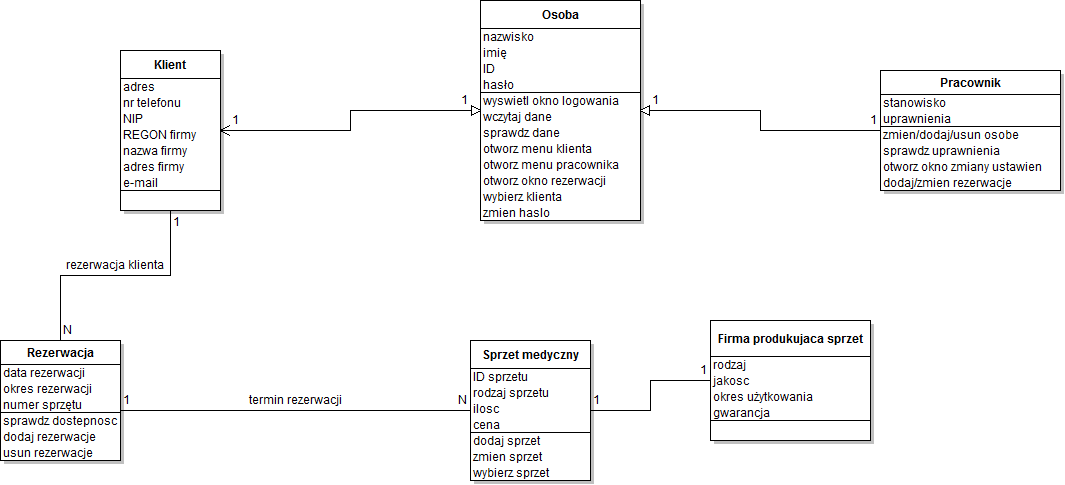 Osoba
nazwisko
imię
ID
hasło
wyswietl okno logowania
wczytaj dane
sprawdz dane
otworz menu klienta
otworz menu pracownika
otworz okno rezerwacji
wybierz klienta
zmien haslo
Klient
adres
nr telefonu
NIP
REGON firmy
nazwa firmy
adres firmy
e-mail
Pracownik
stanowisko
uprawnienia
zmien/dodaj/usun osobe
sprawdz uprawnienia
otworz okno zmiany ustawien
dodaj/zmien rezerwacje
1
1
1
1
1
rezerwacja klienta
N
Rezerwacja
data rezerwacji
okres rezerwacji
numer sprzętu
sprawdz dostepnosc
dodaj rezerwacje
usun rezerwacje
1
termin rezerwacji
N
Sprzet medyczny
ID sprzetu
rodzaj sprzetu
ilosc
cena
dodaj sprzet
zmien sprzet
wybierz sprzet
1
1
Firma produkujaca sprzet
rodzaj
jakosc
okres użytkowania
gwarancja